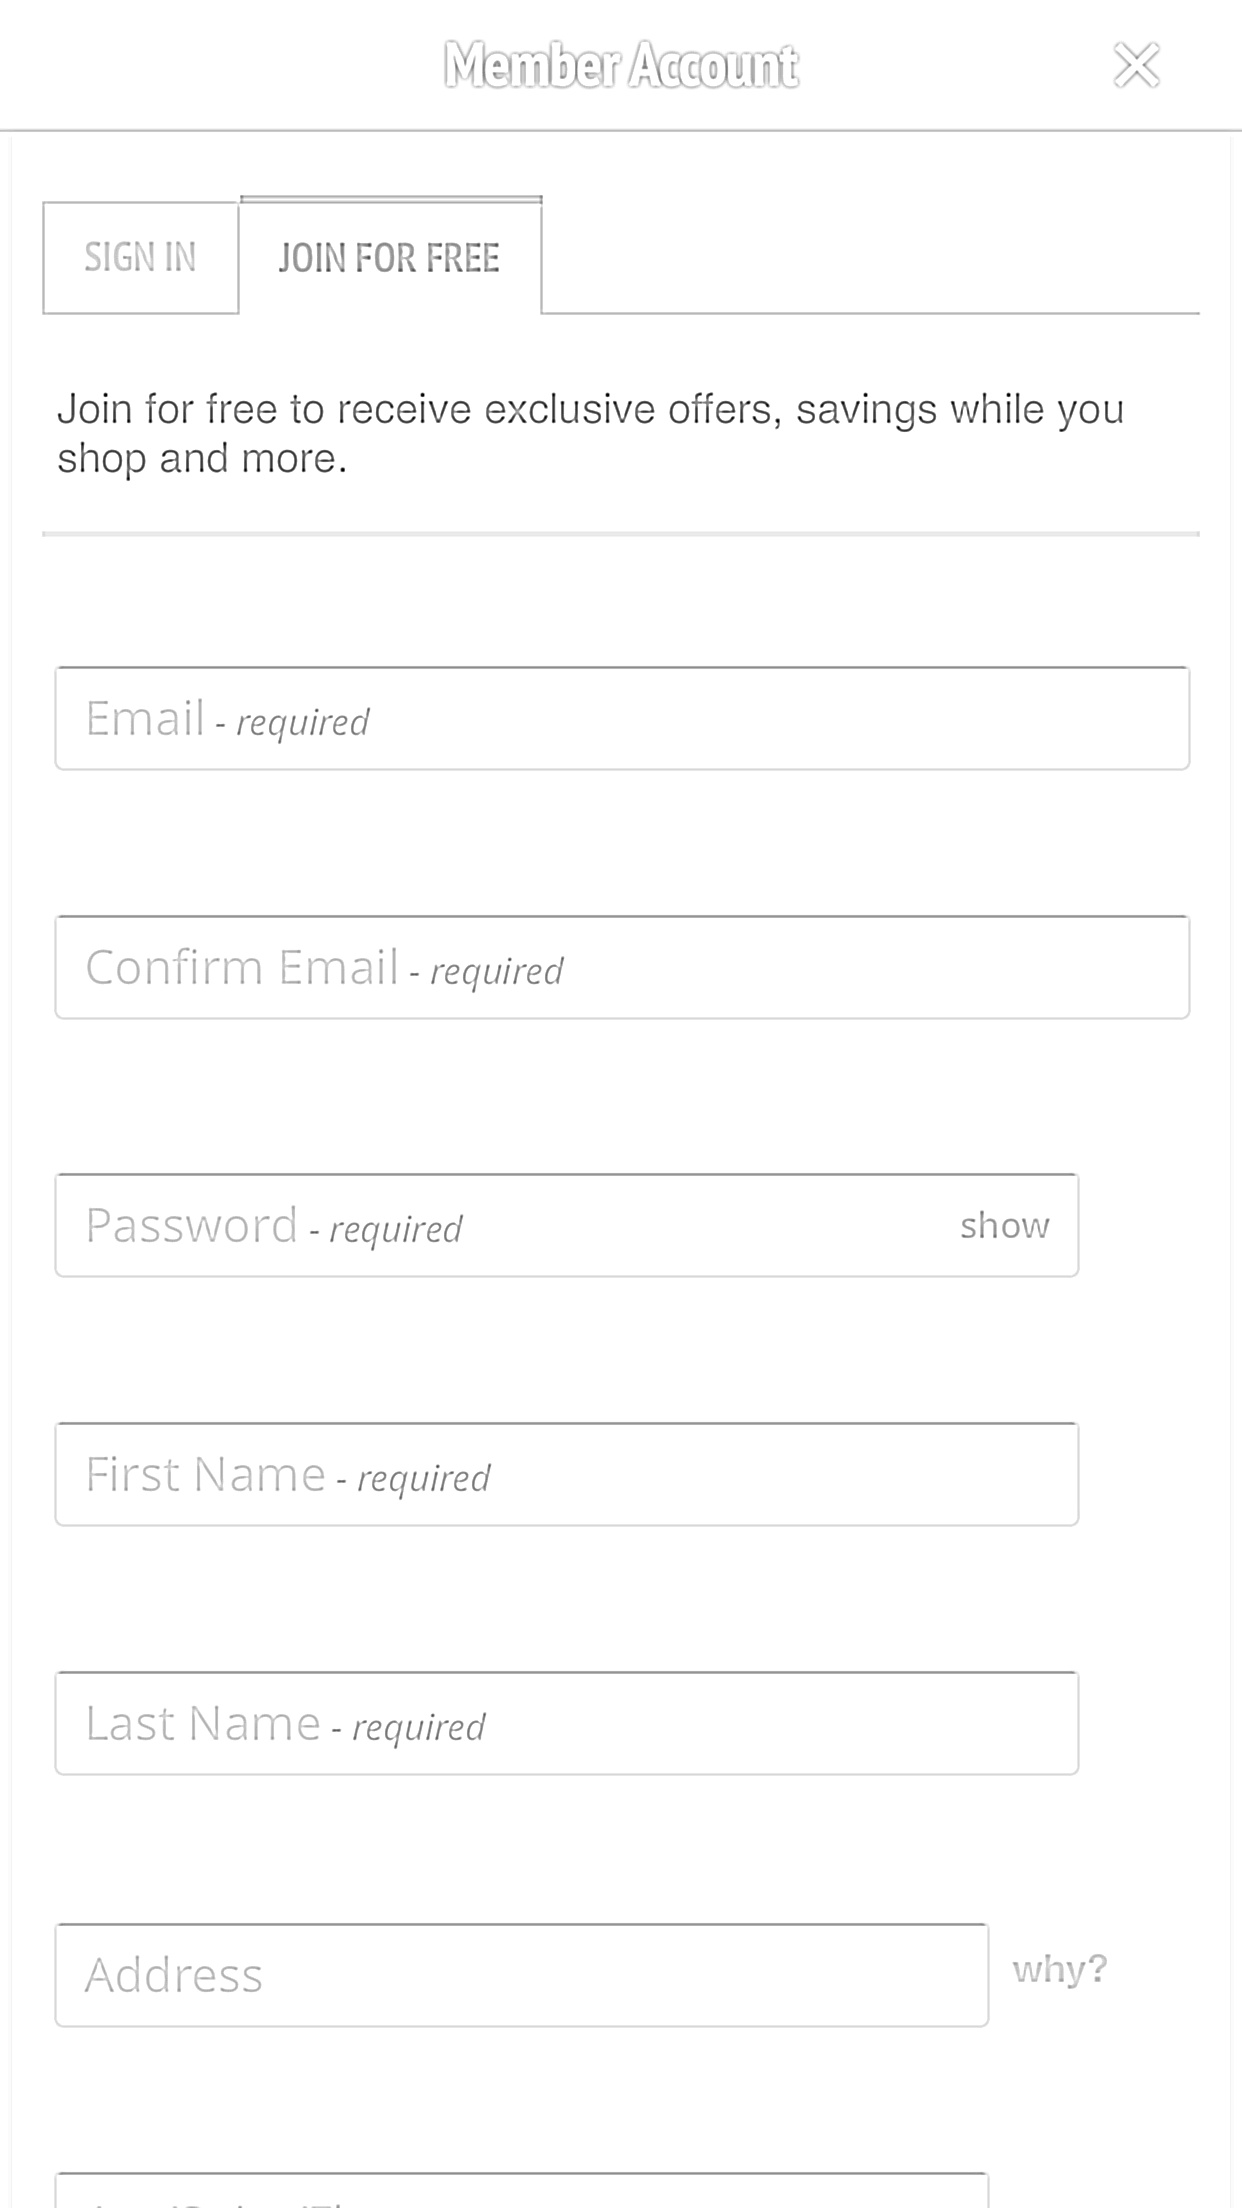 Member Account
SIGN IN
JOIN FOR FREE
Join for free to receive exclusive offers, savings while you
shop and more.
Email - required
Confirm Email - required
Password - required
show
First Name - required
Last Name - required
Address
why?